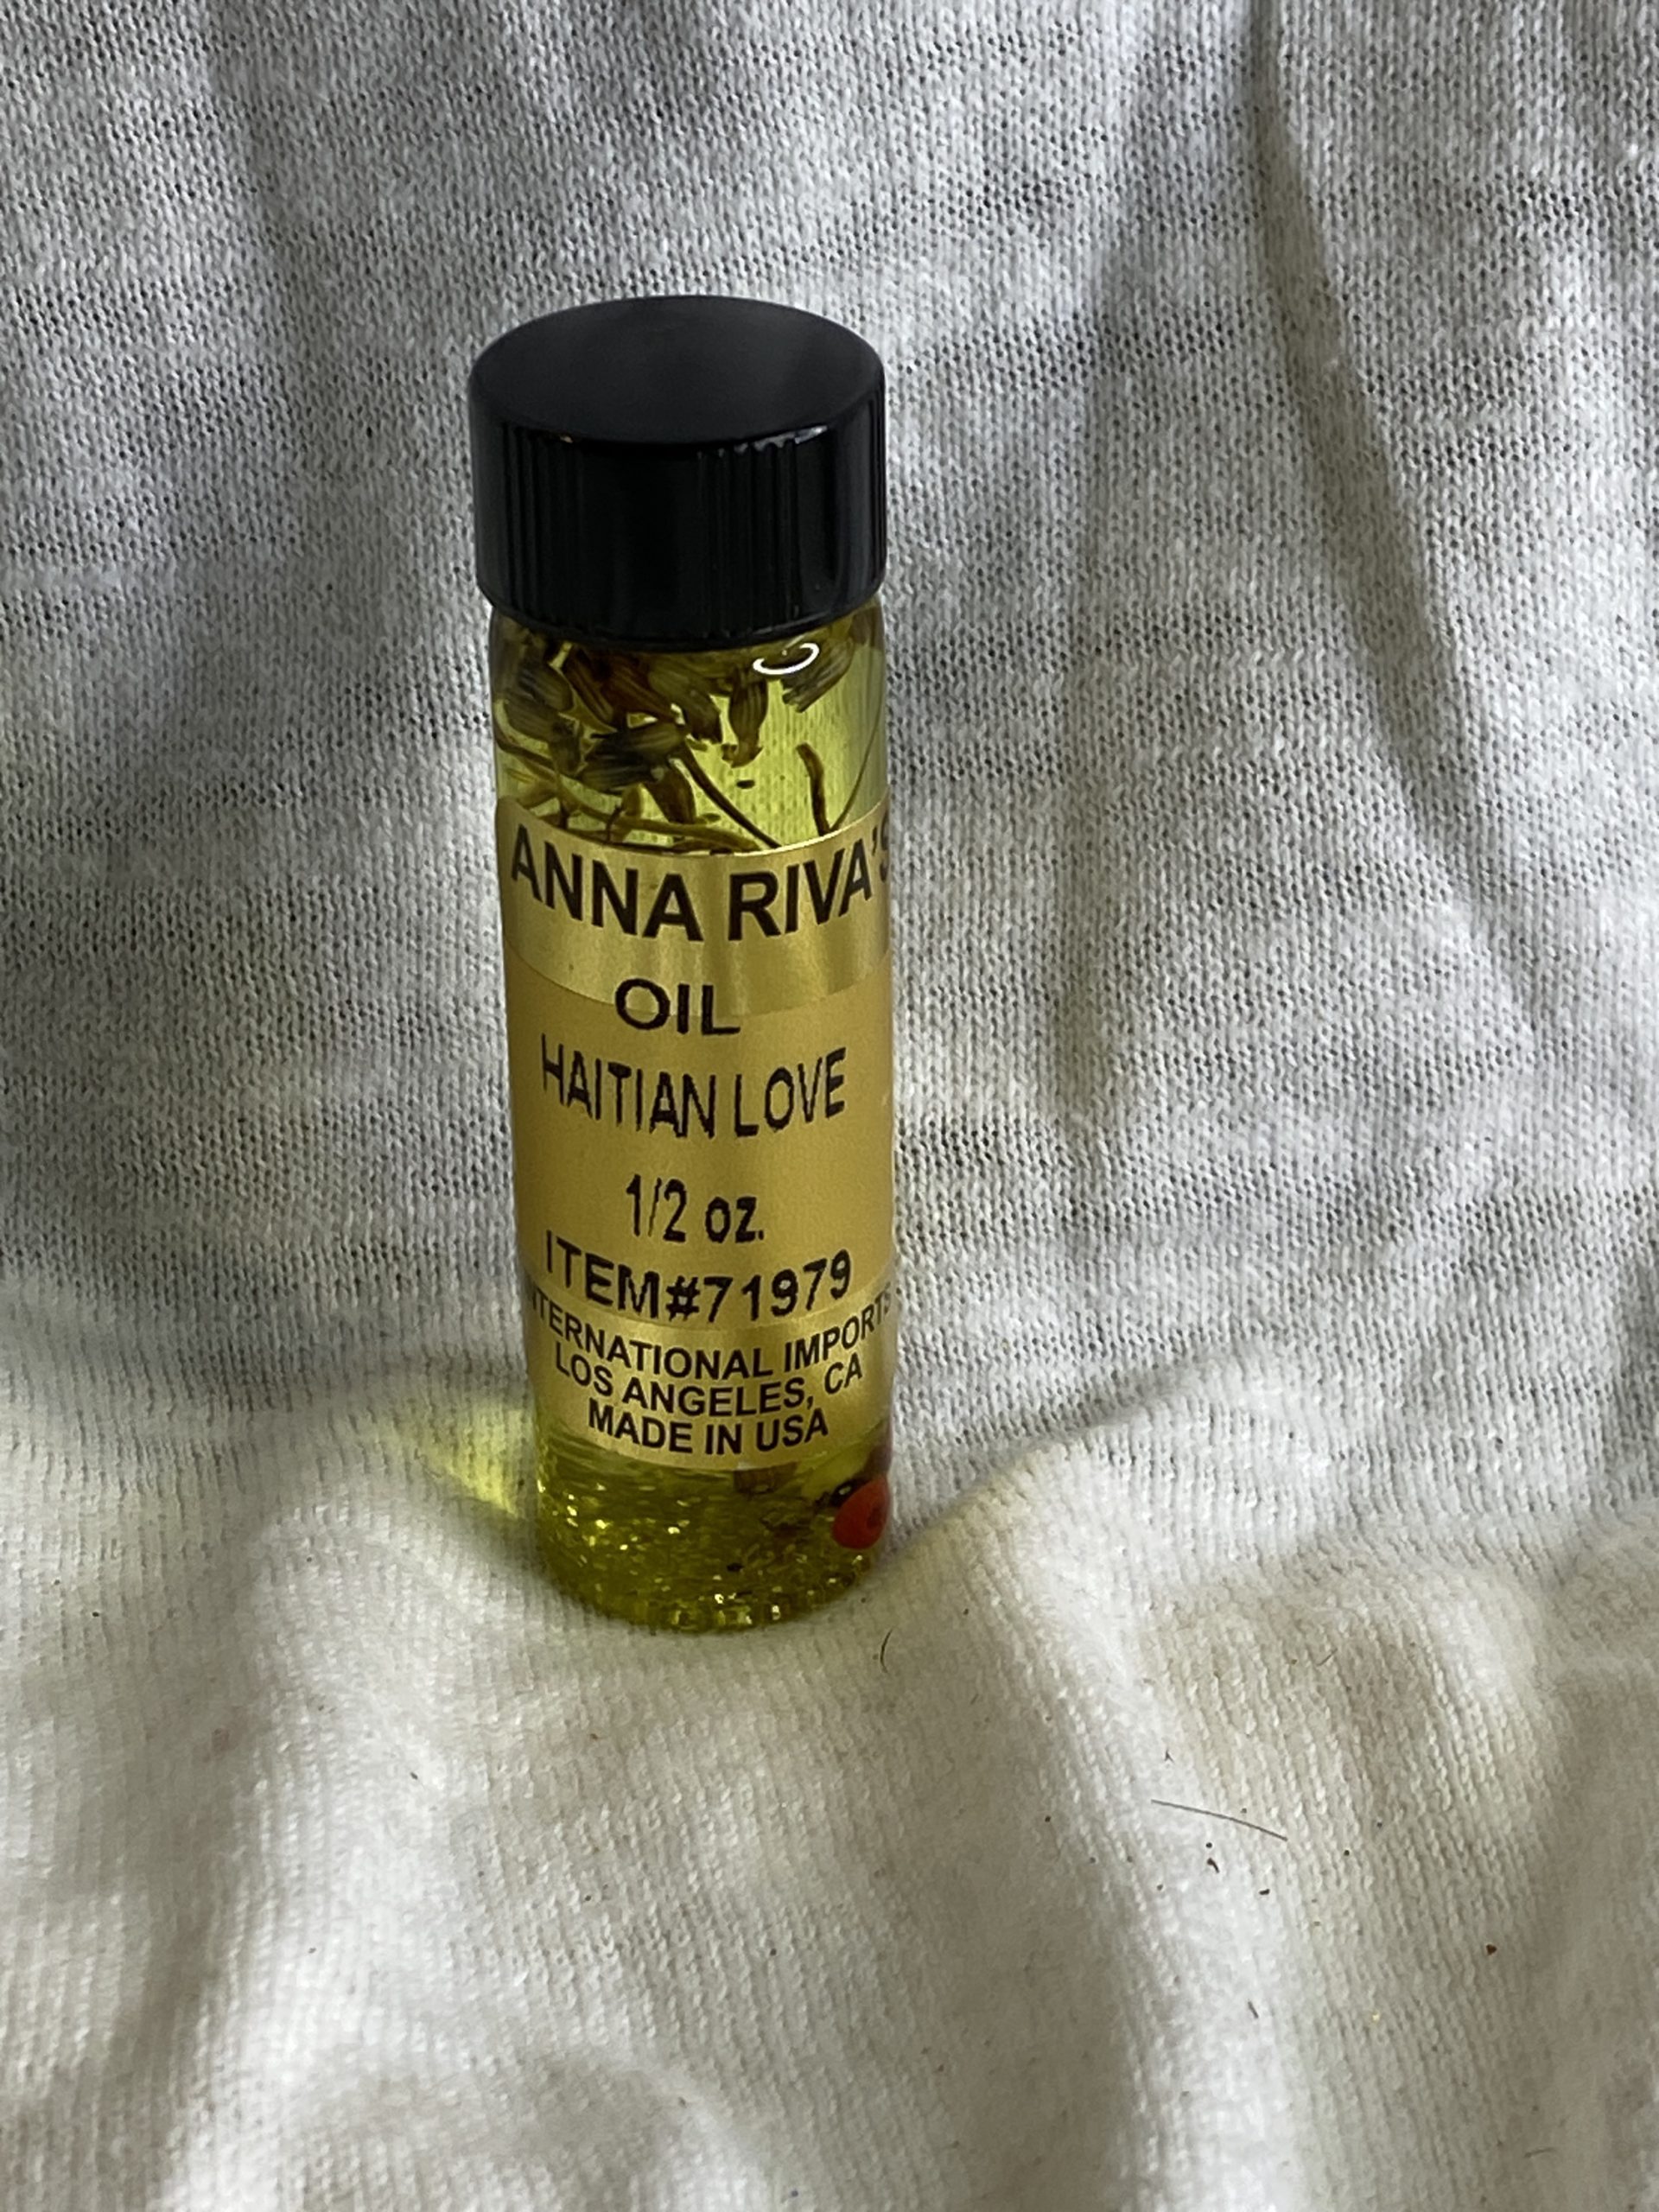 ANNA RIVA'S
OIL
HAITIAN LOVE
1/2 oz.
ITEM#71979
INTERNATIONAL IMPORTS
LOS ANGELES, CA
MADE IN USA